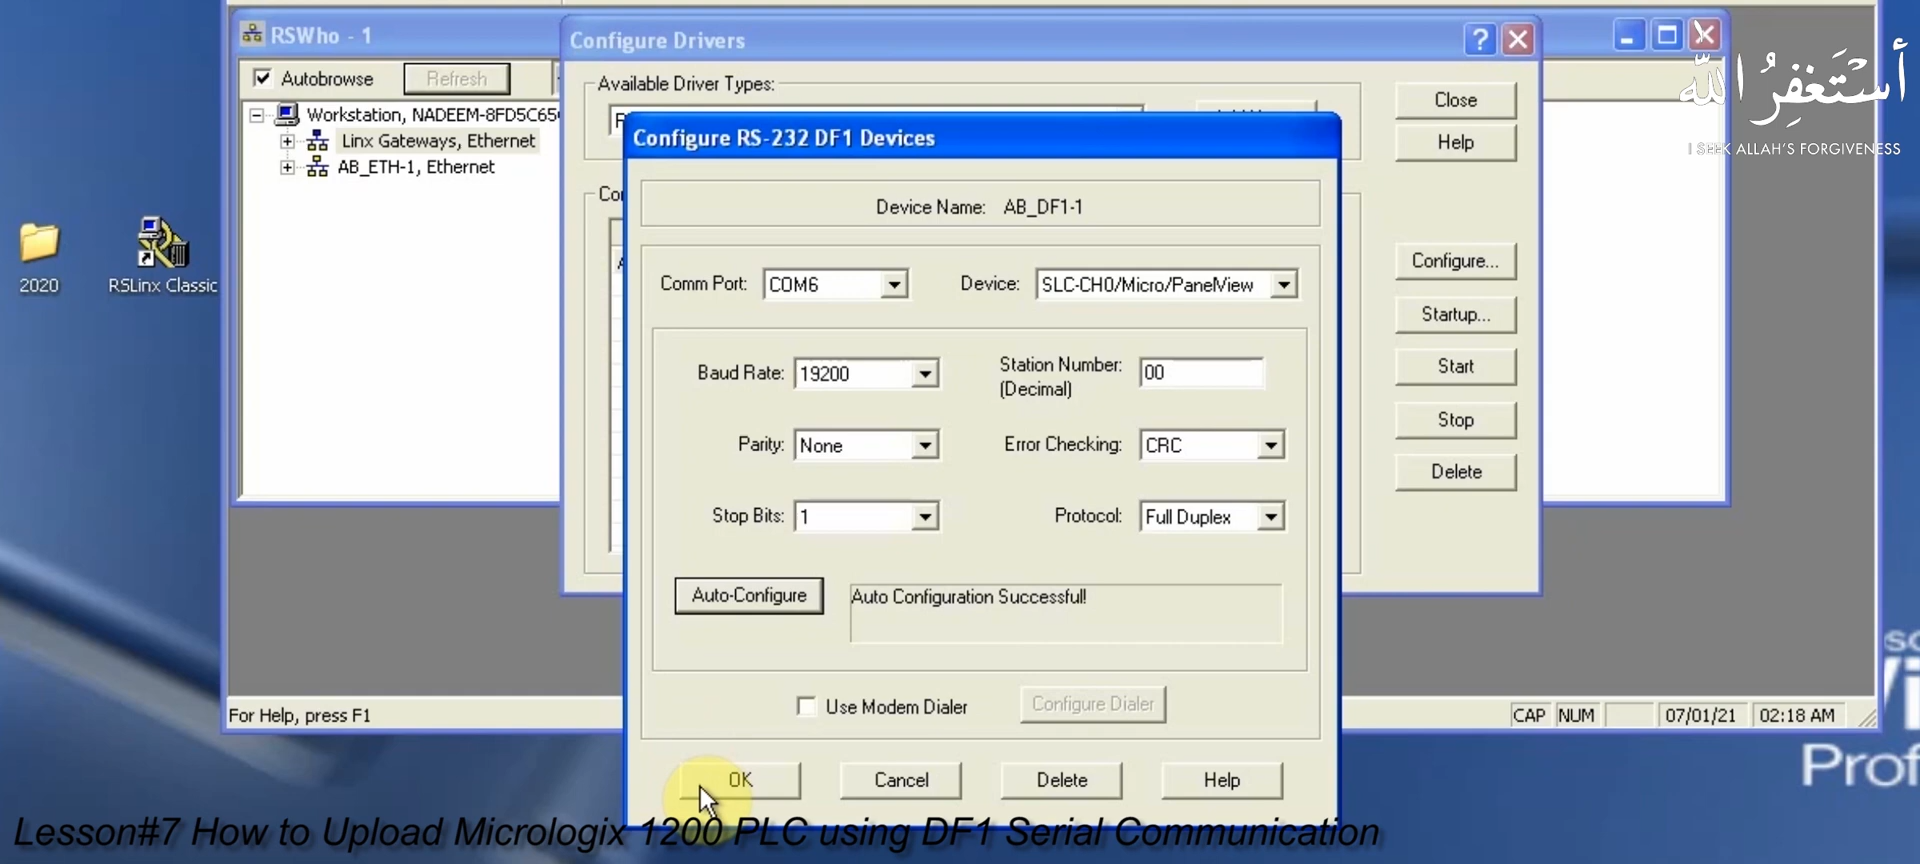 RSWho - 1
Configure Drivers
Autobrowse
Refresh
Available Driver Types:
Close
Help
Workstation, NADEEM-8FD5C65
Linx Gateways, Ethernet
AB_ETH-1, Ethernet
أستغفر الله
I SEEK ALLAH'S FORGIVENESS
Configure RS-232 DF1 Devices
Device Name: AB_DF1-1
Comm Port: COM6
Device: SLC-CH0/Micro/PanelView
Baud Rate: 19200
Station Number: 00
(Decimal)
Parity: None
Error Checking: CRC
Stop Bits: 1
Protocol: Full Duplex
Auto-Configure
Auto Configuration Successful!
Use Modem Dialer
Configure Dialer
OK
Cancel
Delete
Help
Configure...
Startup...
Start
Stop
Delete
2020
RSLinx Classic
For Help, press F1
CAP
NUM
07/01/21
02:18 AM
Prof
Lesson#7 How to Upload Micrologix 1200 PLC using DF1 Serial Communication